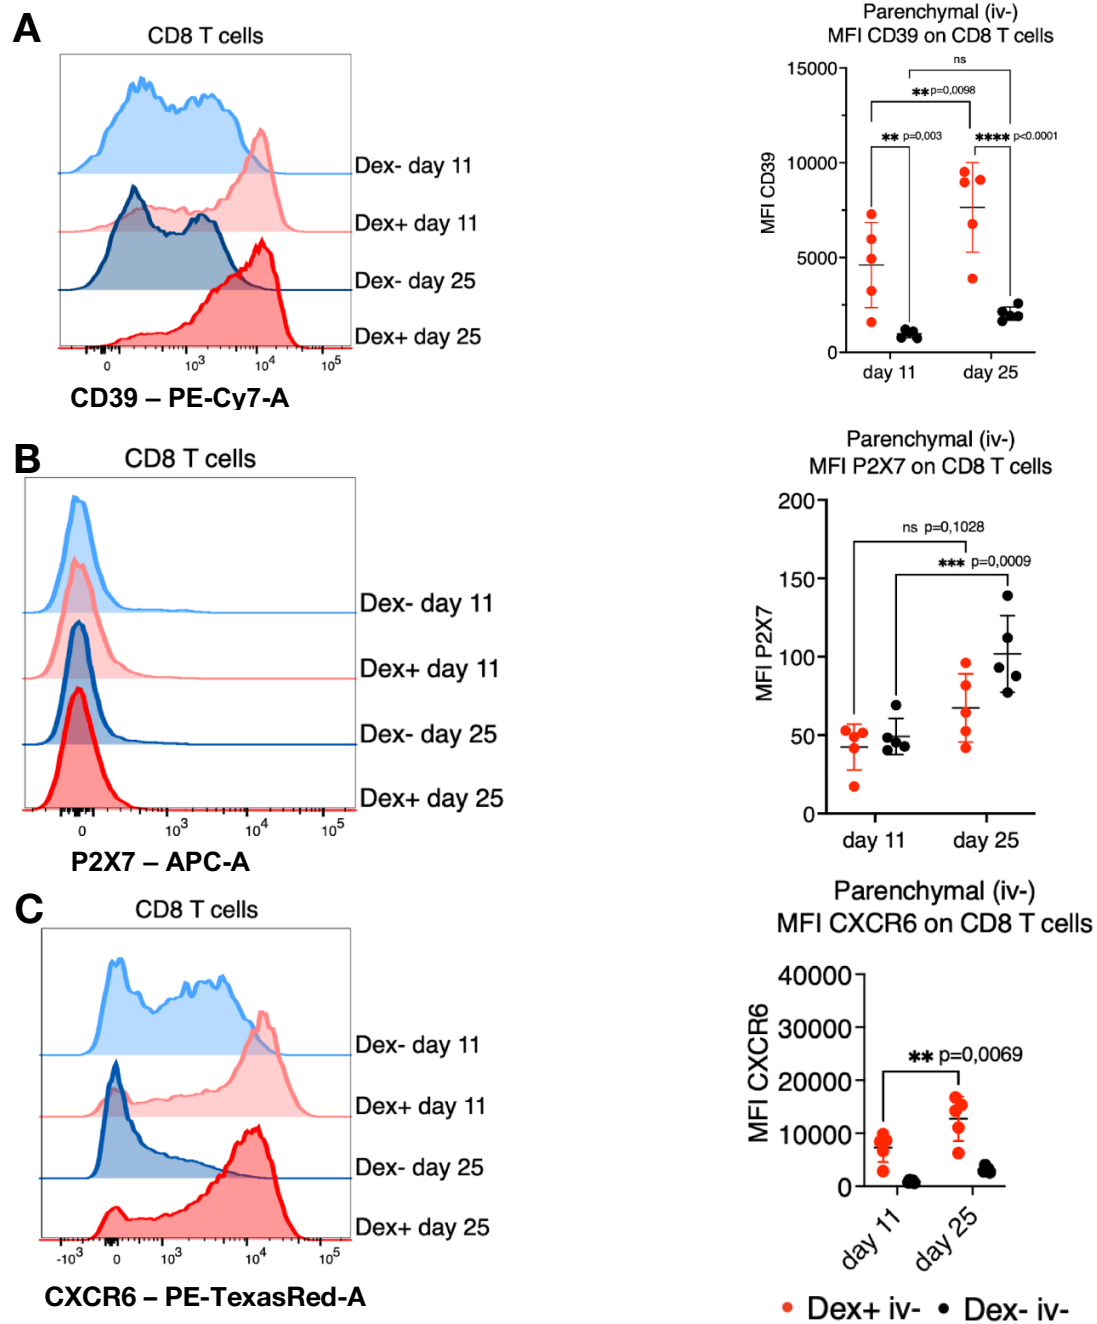 A
CD8 T cells
Dex- day 11
Dex+ day 11
Dex- day 25
Dex+ day 25
0 10³ 10⁴ 10⁵
CD39 – PE-Cy7-A
Parenchymal (iv-)
MFI CD39 on CD8 T cells
MFI CD39
15000
10000
5000
0
ns
** p=0,0098
** p=0,003
**** p<0.0001
day 11 day 25
B
CD8 T cells
Dex- day 11
Dex+ day 11
Dex- day 25
Dex+ day 25
0 10³ 10⁴ 10⁵
P2X7 – APC-A
Parenchymal (iv-)
MFI P2X7 on CD8 T cells
MFI P2X7
200
150
100
50
0
ns p=0,1028
*** p=0,0009
day 11 day 25
C
CD8 T cells
Dex- day 11
Dex+ day 11
Dex- day 25
Dex+ day 25
-10³ 0 10³ 10⁴ 10⁵
CXCR6 – PE-TexasRed-A
Parenchymal (iv-)
MFI CXCR6 on CD8 T cells
MFI CXCR6
40000
30000
20000
10000
0
** p=0,0069
day 11 day 25
Dex+ iv- Dex- iv-